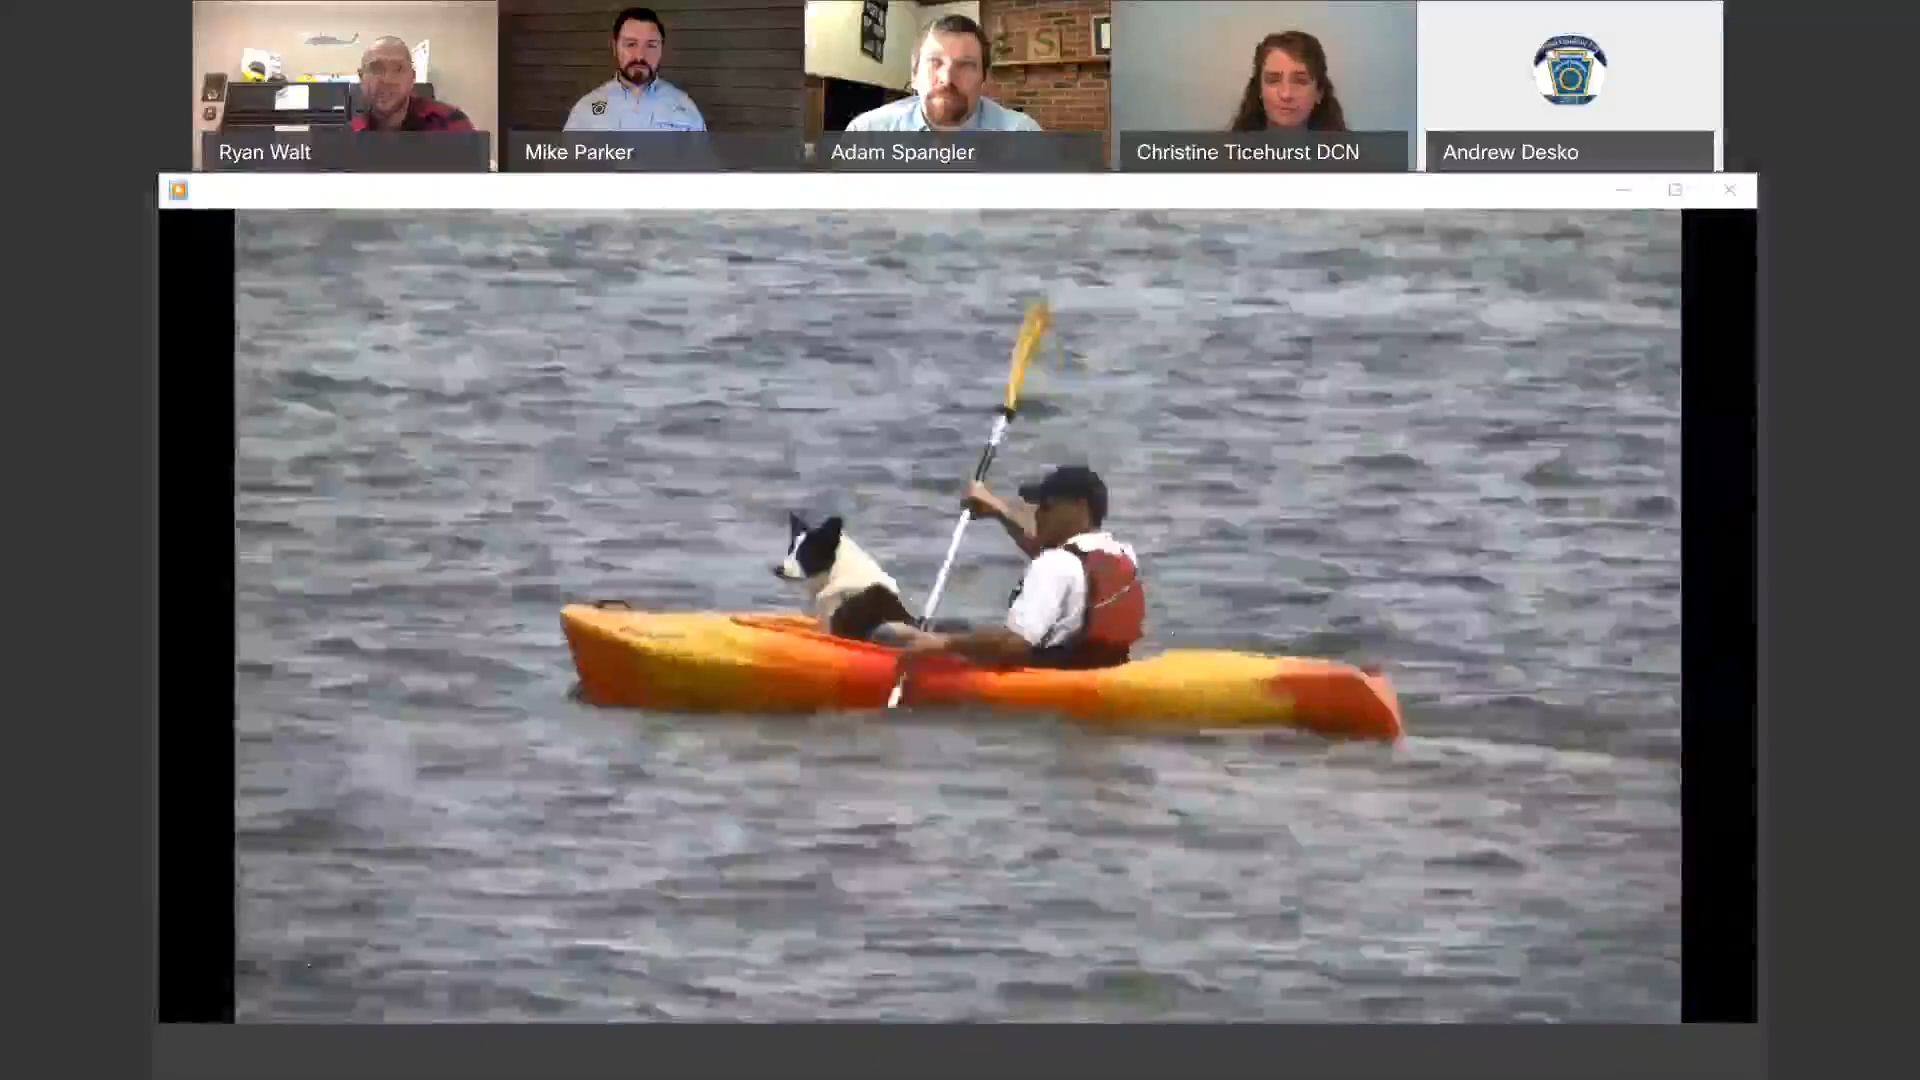 Ryan Walt
Mike Parker
Adam Spangler
Christine Ticehurst DCN
Andrew Desko
S